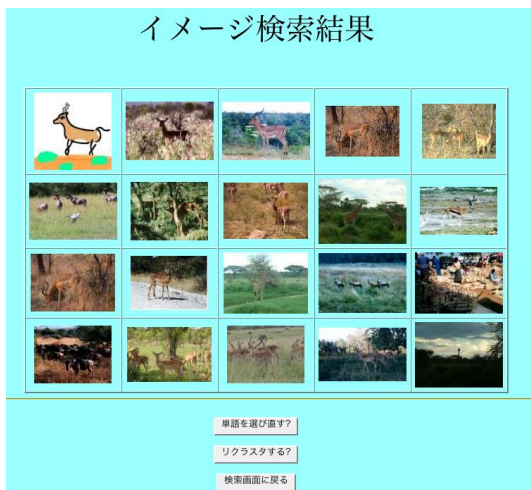 イメージ検索結果
単語を選び直す?
リクラスタする?
検索画面に戻る